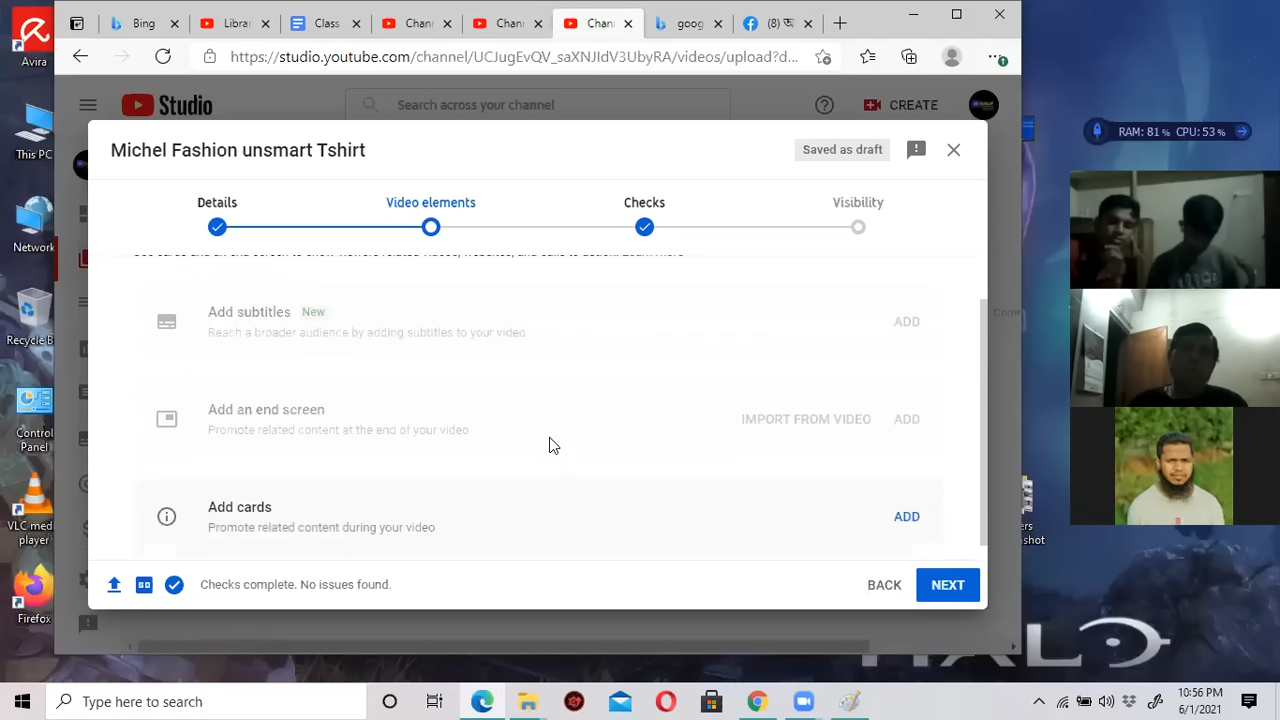 Avira
This PC
Network
Recycle B
Control
Panel
VLC med
player
Firefox
Bing
Librar
Class
Chann
Chann
Chann
goog
https://studio.youtube.com/channel/UCJugEvQV_saXNJIdV3UbyRA/videos/upload?d...
Studio
Search across your channel
CREATE
Michel Fashion unsmart Tshirt
Saved as draft
Details
Video elements
Checks
Visibility
Add subtitles New
Reach a broader audience by adding subtitles to your video
ADD
Add an end screen
Promote related content at the end of your video
IMPORT FROM VIDEO
ADD
Add cards
Promote related content during your video
ADD
Checks complete. No issues found.
BACK
NEXT
RAM: 81 % CPU: 53 %
Type here to search
10:56 PM
6/1/2021